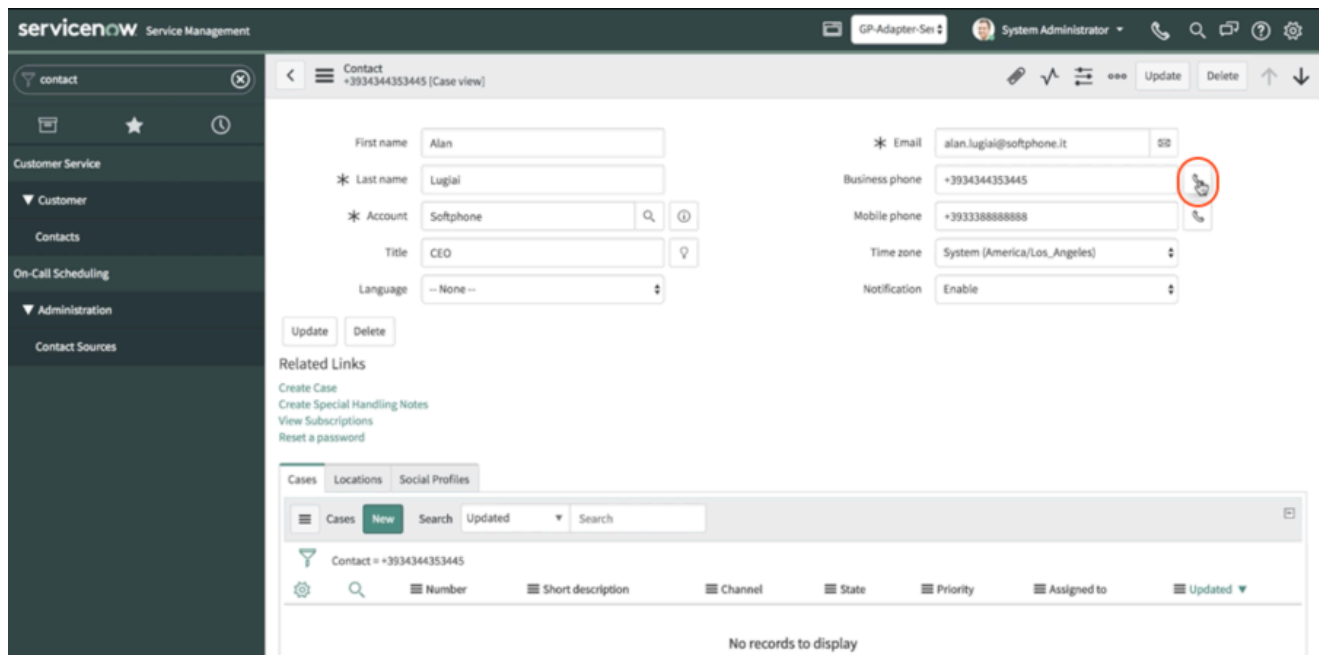 servicenow Service Management
GP-Adapter-Ser
System Administrator
contact
Contact
+3934344353445 [Case view]
Update
Delete
Customer Service
Customer
Contacts
On-Call Scheduling
Administration
Contact Sources
First name
Alan
Last name
Lugiai
Account
Softphone
Title
CEO
Language
-- None --
Email
alan.lugiai@softphone.it
Business phone
+3934344353445
Mobile phone
+3933388888888
Time zone
System (America/Los_Angeles)
Notification
Enable
Update
Delete
Related Links
Create Case
Create Special Handling Notes
View Subscriptions
Reset a password
Cases
Locations
Social Profiles
Cases
New
Search
Updated
Search
Contact = +3934344353445
Number
Short description
Channel
State
Priority
Assigned to
Updated
No records to display